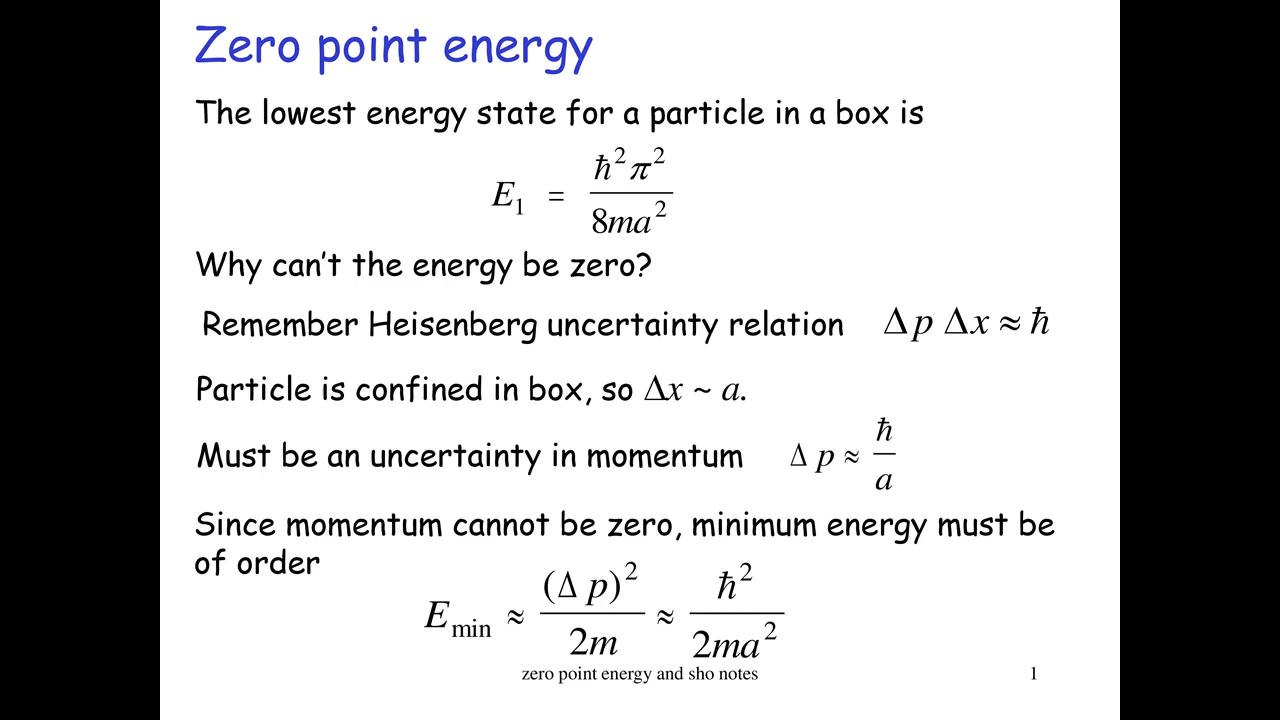 Zero point energy
The lowest energy state for a particle in a box is
E₁ = ħ²π² / 8ma²
Why can't the energy be zero?
Remember Heisenberg uncertainty relation Δp Δx ≈ ħ
Particle is confined in box, so Δx ~ a.
Must be an uncertainty in momentum Δp ≈ ħ / a
Since momentum cannot be zero, minimum energy must be
of order
E_min ≈ (Δp)² / 2m ≈ ħ² / 2ma²
zero point energy and sho notes 1